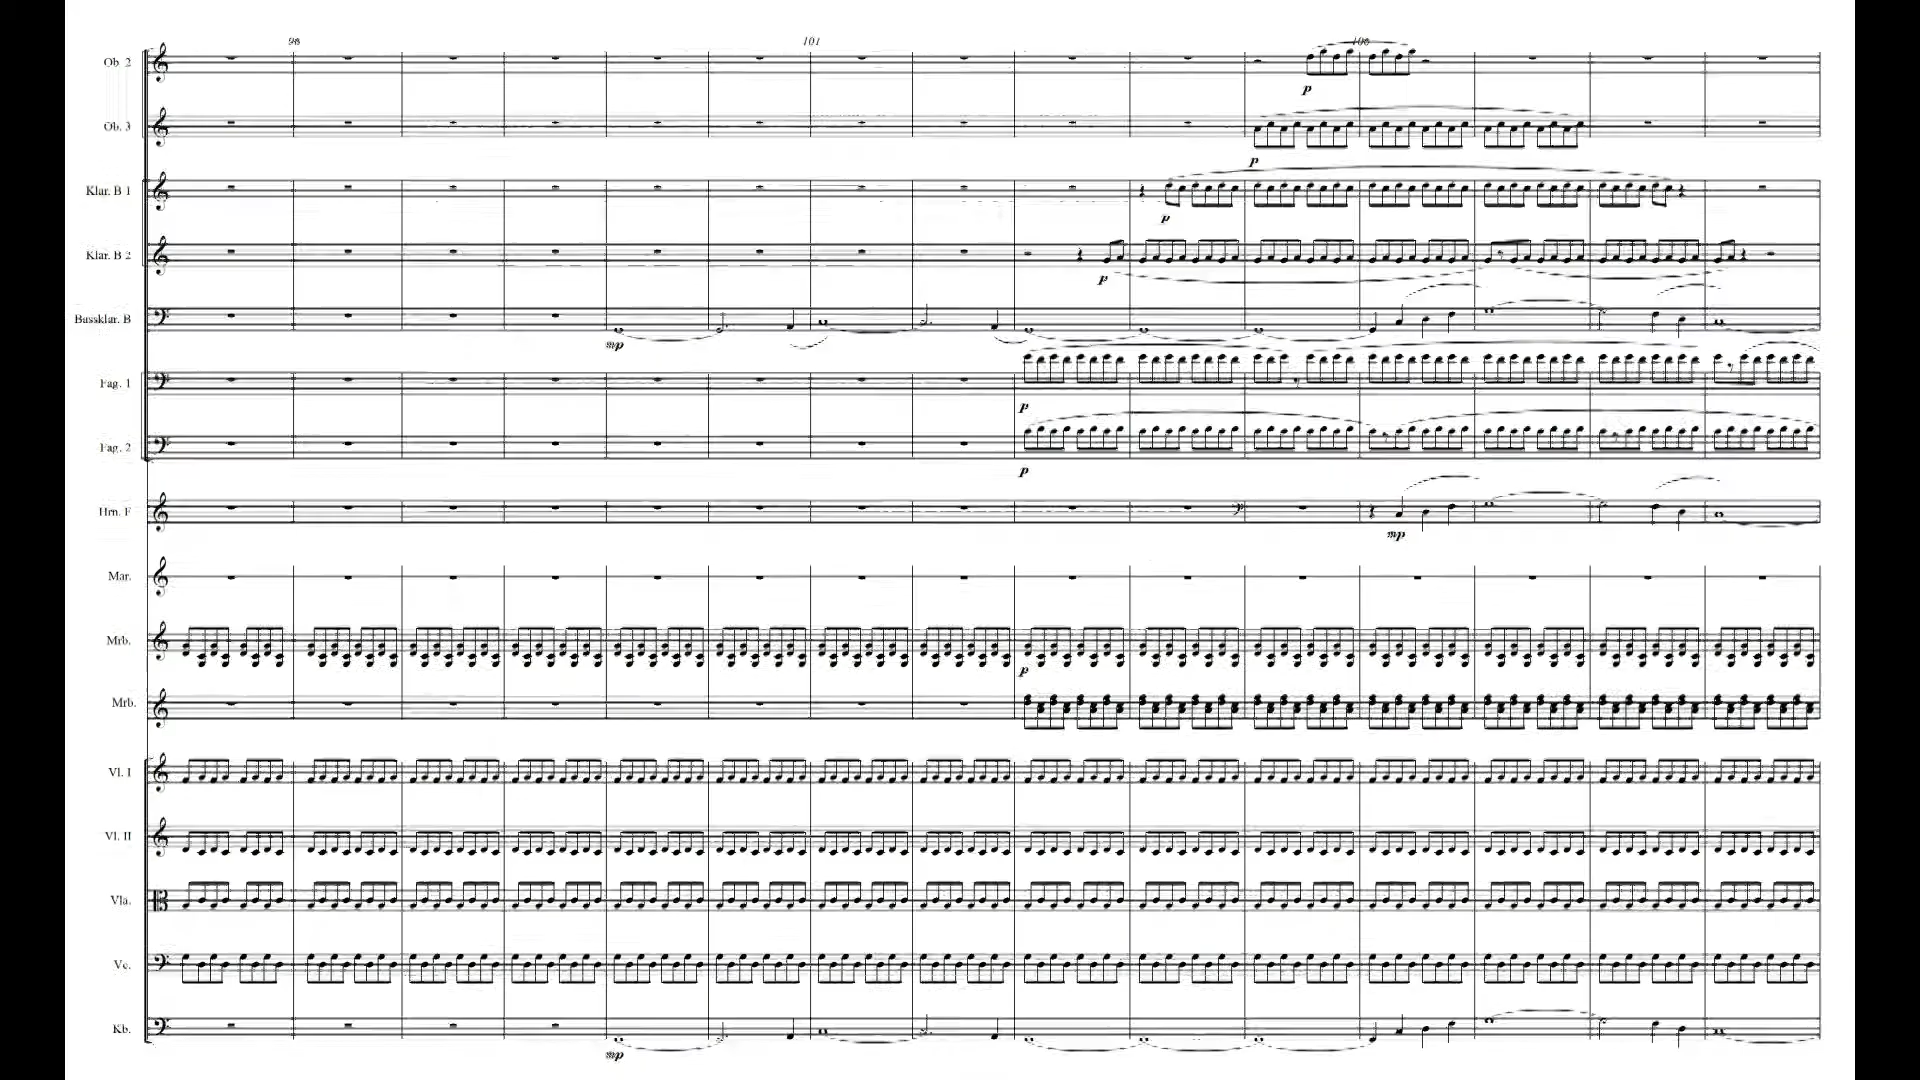 98 101 106
Ob. 2
p
Ob. 3
p
Klar. B 1
p
Klar. B 2
p
Bassklar. B
mp
Fag. 1
p
Fag. 2
p
Hrn. F
mp
Mar.
Mrb.
p
Mrb.
Vl. I
Vl. II
Vla.
Vc.
Kb.
mp